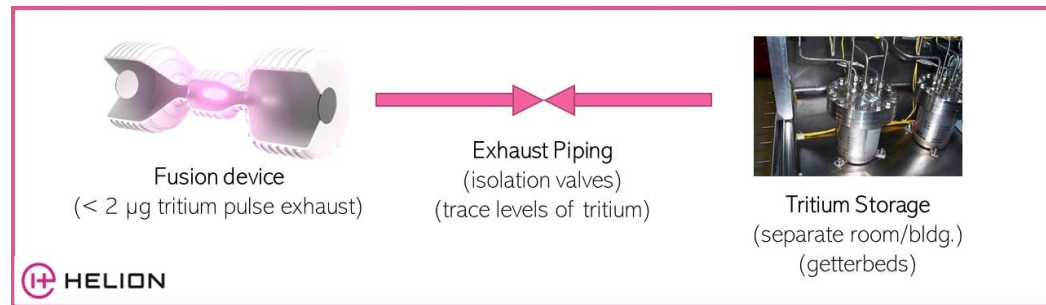 Fusion device
(< 2 µg tritium pulse exhaust)
Exhaust Piping
(isolation valves)
(trace levels of tritium)
Tritium Storage
(separate room/bldg.)
(getterbeds)
HELION